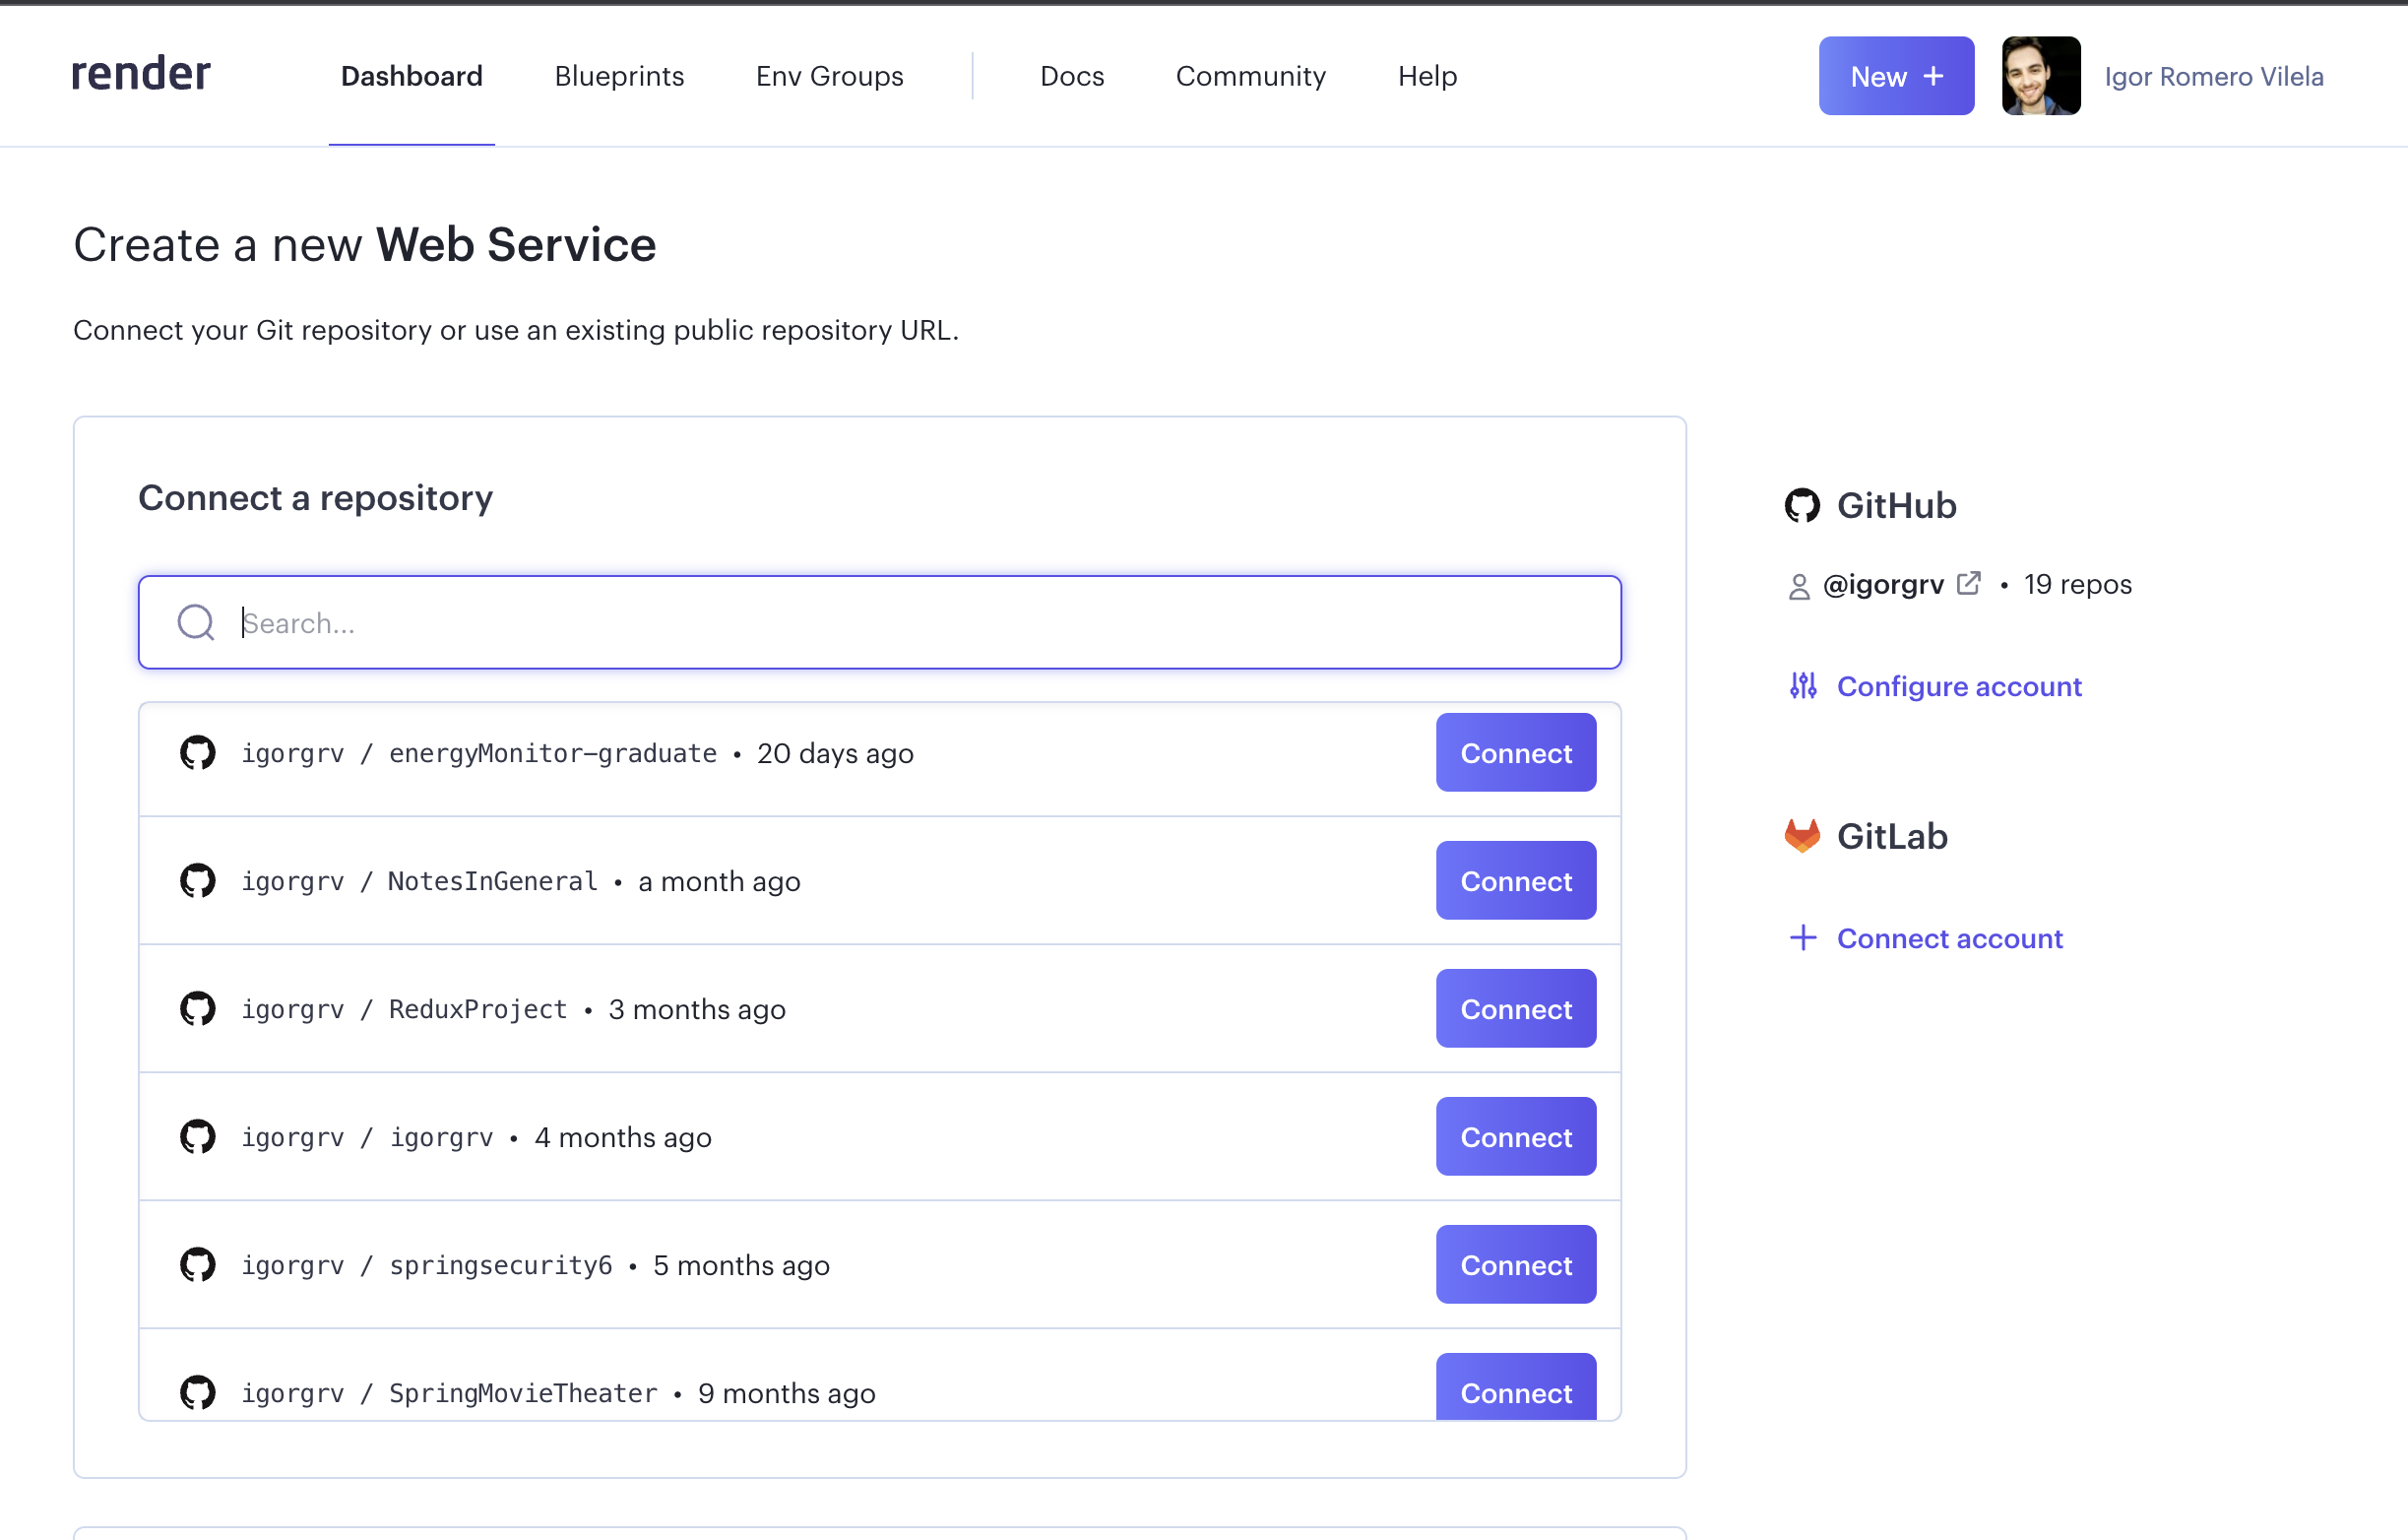 render Dashboard Blueprints Env Groups Docs Community Help New + Igor Romero Vilela
Create a new Web Service
Connect your Git repository or use an existing public repository URL.
Connect a repository
Search...
igorgrv / energyMonitor-graduate • 20 days ago Connect
igorgrv / NotesInGeneral • a month ago Connect
igorgrv / ReduxProject • 3 months ago Connect
igorgrv / igorgrv • 4 months ago Connect
igorgrv / springsecurity6 • 5 months ago Connect
igorgrv / SpringMovieTheater • 9 months ago Connect
GitHub
@igorgrv • 19 repos
Configure account
GitLab
Connect account